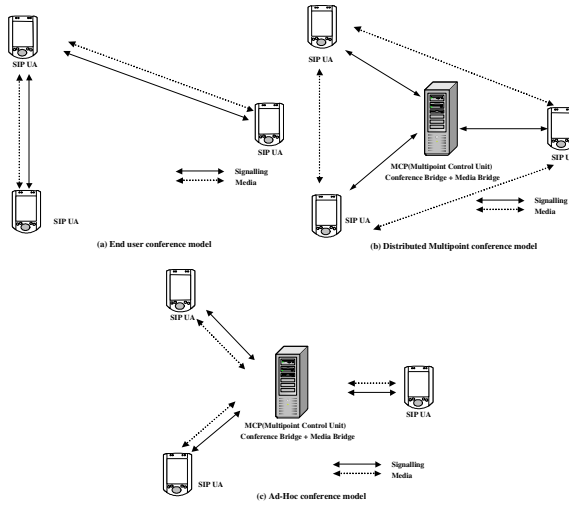 SIP UA
SIP UA
SIP UA
Signalling
Media
(a) End user conference model
SIP UA
SIP U
SIP UA
MCP(Multipoint Control Unit)
Conference Bridge + Media Bridge
Signalling
Media
(b) Distributed Multipoint conference model
SIP UA
SIP UA
SIP UA
MCP(Multipoint Control Unit)
Conference Bridge + Media Bridge
Signalling
Media
(c) Ad-Hoc conference model